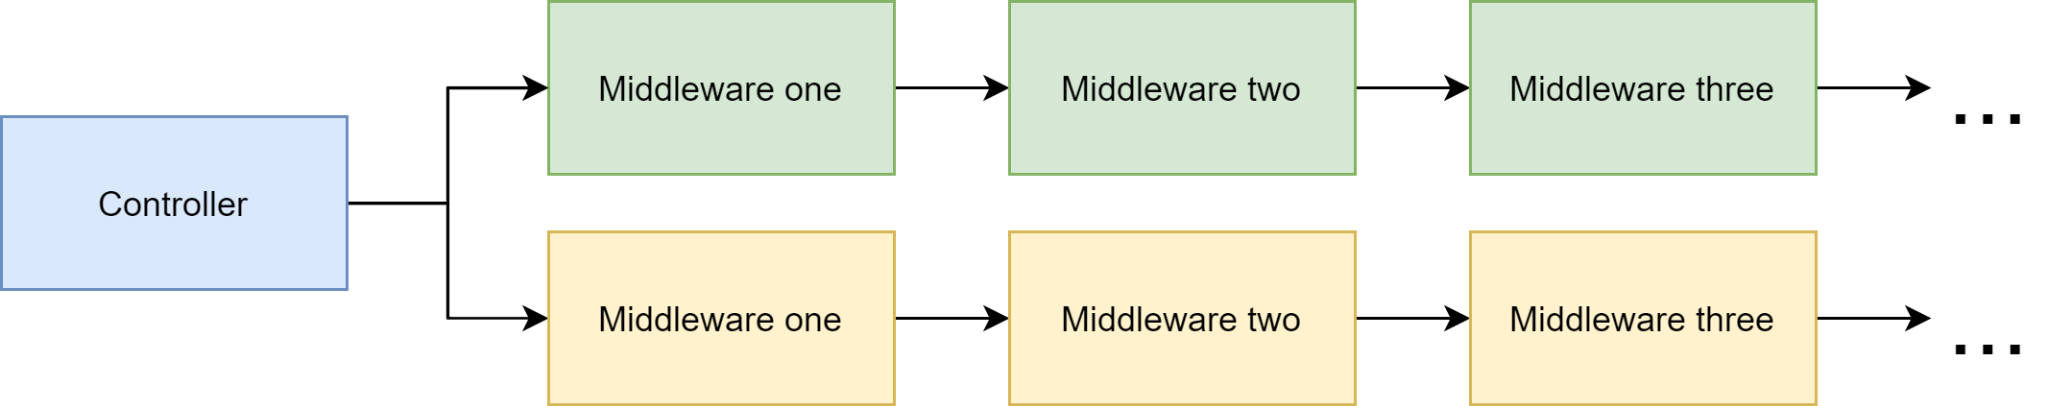 Middleware one
Middleware two
Middleware three
...
Controller
Middleware one
Middleware two
Middleware three
...